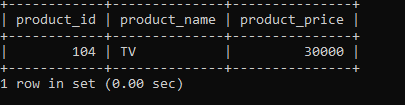 +------------+--------------+---------------+
| product_id | product_name | product_price |
+------------+--------------+---------------+
|        104 | TV           |         30000 |
+------------+--------------+---------------+
1 row in set (0.00 sec)